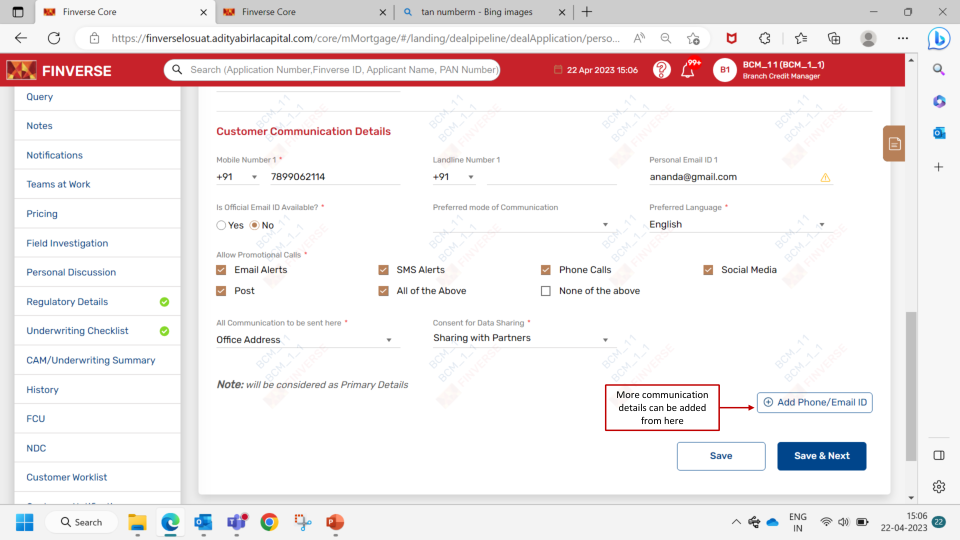 Finverse Core
Finverse Core
tan numberm - Bing images
https://finverselosuat.adityabirlacapital.com/core/mMortgage/#/landing/dealpipeline/dealApplication/perso...
FINVERSE
Search (Application Number,Finverse ID, Applicant Name, PAN Number)
22 Apr 2023 15:06
99+
B1
BCM_1 1 (BCM_1_1)
Branch Credit Manager
Query
Notes
Notifications
Teams at Work
Pricing
Field Investigation
Personal Discussion
Regulatory Details
Underwriting Checklist
CAM/Underwriting Summary
History
FCU
NDC
Customer Worklist
Customer Communication Details
Mobile Number 1 *
Landline Number 1
Personal Email ID 1
+91
7899062114
+91
ananda@gmail.com
Is Official Email ID Available? *
Preferred mode of Communication
Preferred Language *
Yes
No
English
Allow Promotional Calls *
Email Alerts
SMS Alerts
Phone Calls
Social Media
Post
All of the Above
None of the above
All Communication to be sent here *
Consent for Data Sharing *
Office Address
Sharing with Partners
Note: will be considered as Primary Details
More communication
details can be added
from here
Add Phone/Email ID
Save
Save & Next
BCM_11
BCM_1_1
FINVERSE
Search
ENG
IN
15:06
22-04-2023
22